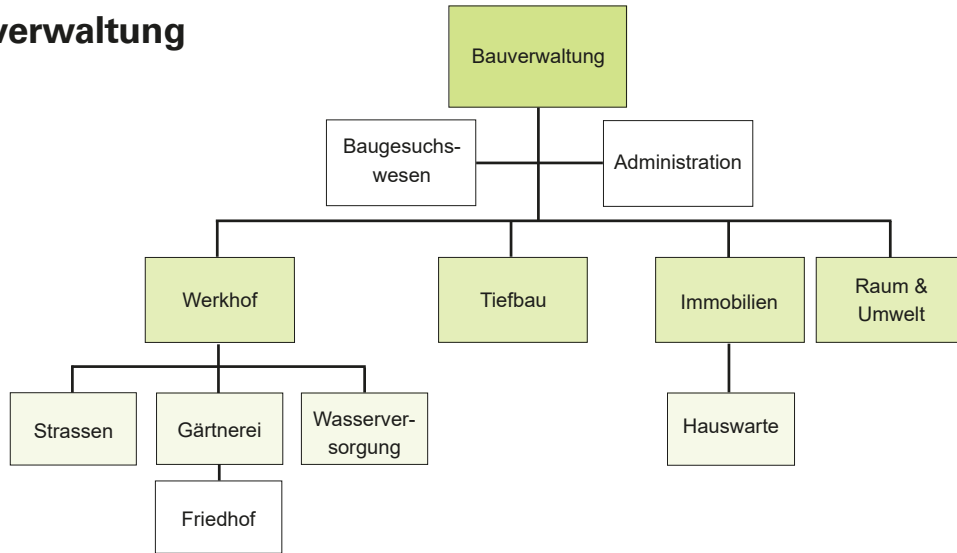 verwaltung
Bauverwaltung
Baugesuchs-
wesen
Administration
Werkhof
Tiefbau
Immobilien
Raum &
Umwelt
Strassen
Gärtnerei
Wasserver-
sorgung
Hauswarte
Friedhof